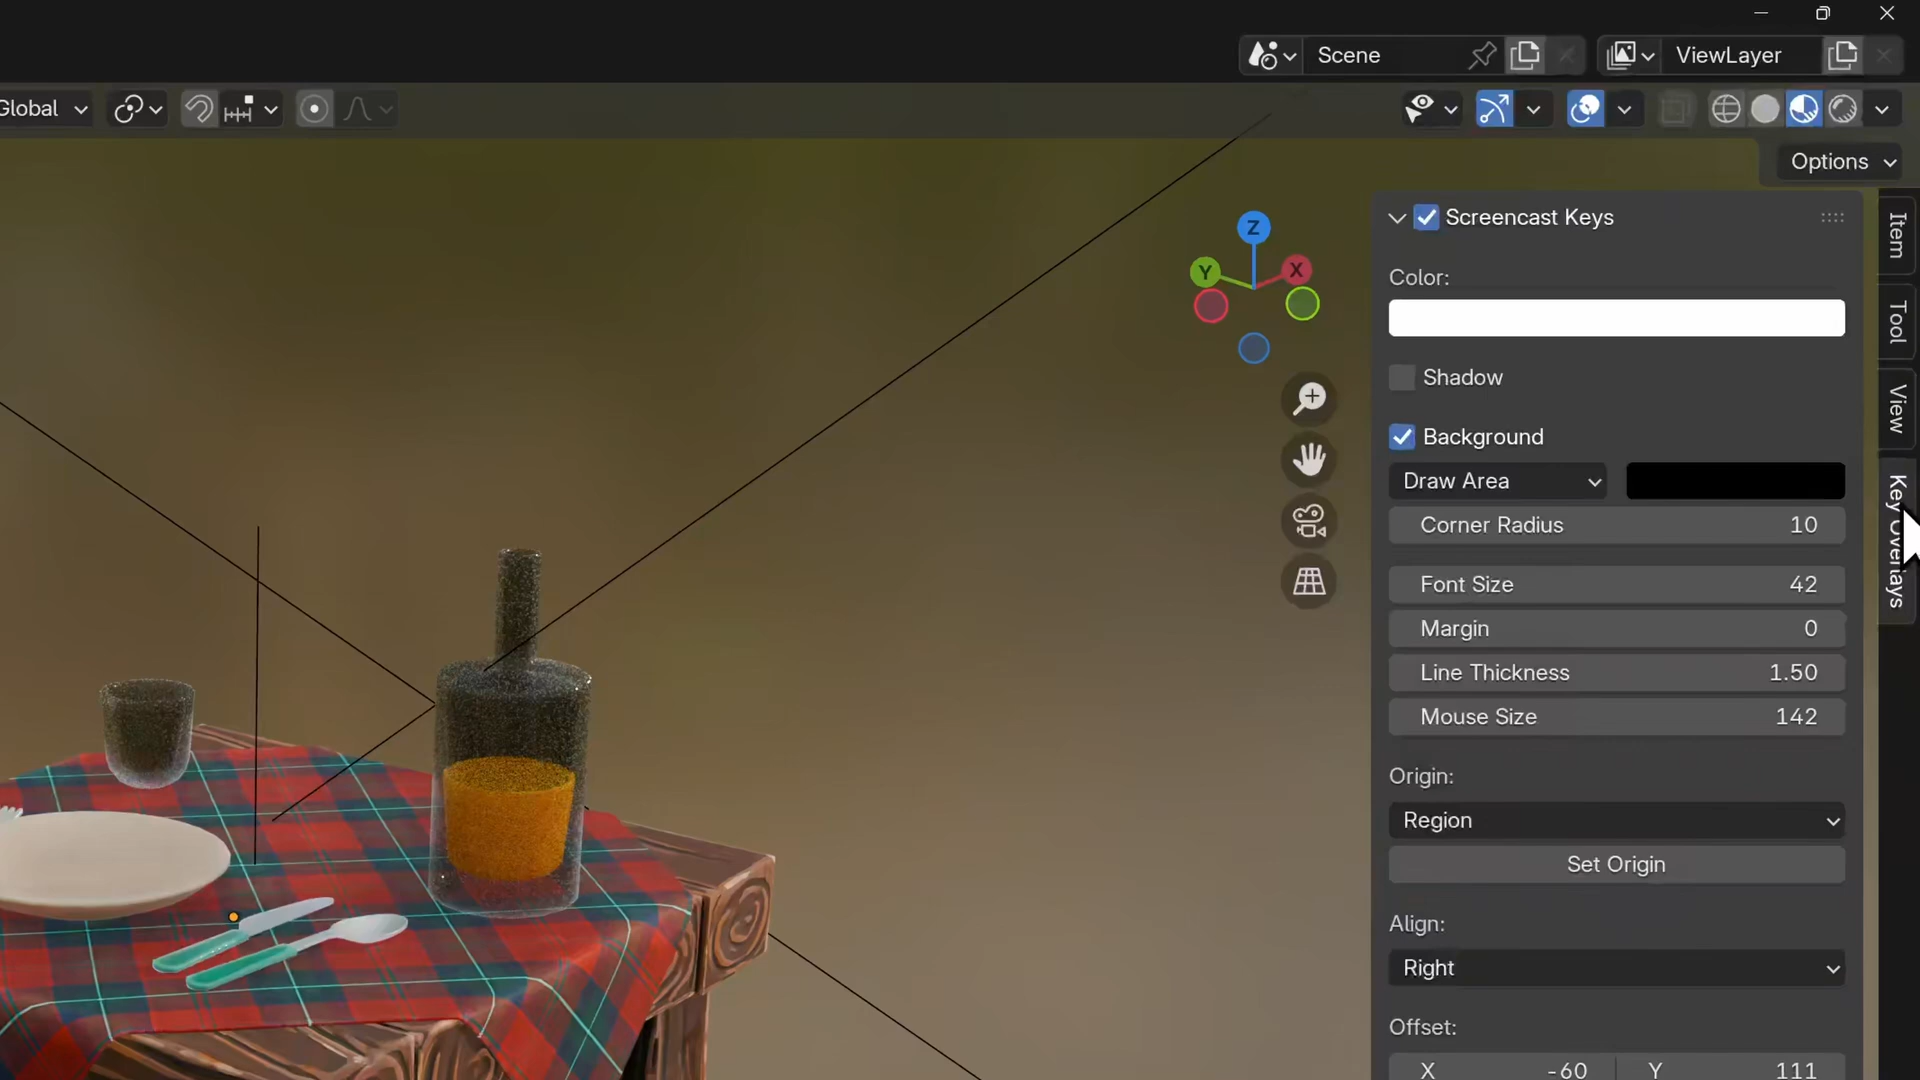 Scene
ViewLayer
Global
Options
Z
Y
X
Screencast Keys
Color:
Shadow
Background
Draw Area
Corner Radius 10
Font Size 42
Margin 0
Line Thickness 1.50
Mouse Size 142
Origin:
Region
Set Origin
Align:
Right
Offset:
X -60 Y 111
Item
Tool
View
Key Overlays